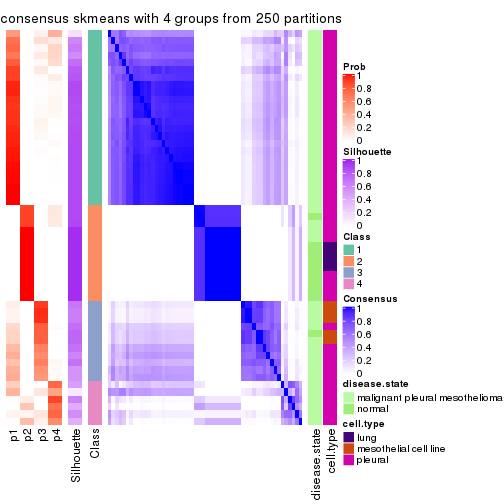 consensus skmeans with 4 groups from 250 partitions
Prob
1
0.8
0.6
0.4
0.2
0
Silhouette
1
0.8
0.6
0.4
0.2
0
Class
1
2
3
4
Consensus
1
0.8
0.6
0.4
0.2
0
disease.state
malignant pleural mesothelioma
normal
cell.type
lung
mesothelial cell line
pleural
p1
p2
p3
p4
Silhouette
Class
disease.state
cell.type